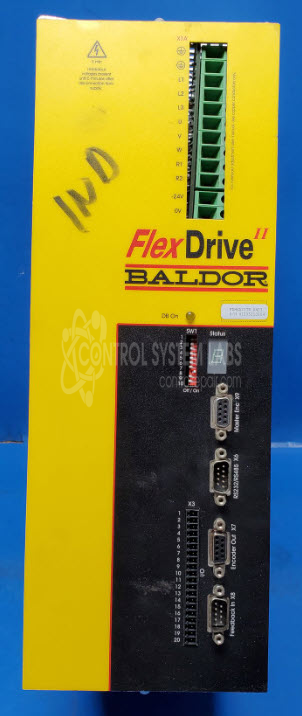 X1A
L1
L2
L3
U
V
W
R1
R2
+24V
0V
IND
Flex Drive II
BALDOR
DB On
SW1
Status
Off / On
CONTROL SYSTEM LABS
Master Enc X9
RS232/RS485 X6
X3
1
2
3
4
5
6
7
8
9
10
11
12
13
14
15
16
17
18
19
20
I/O
Encoder Out X7
Feedback In X8